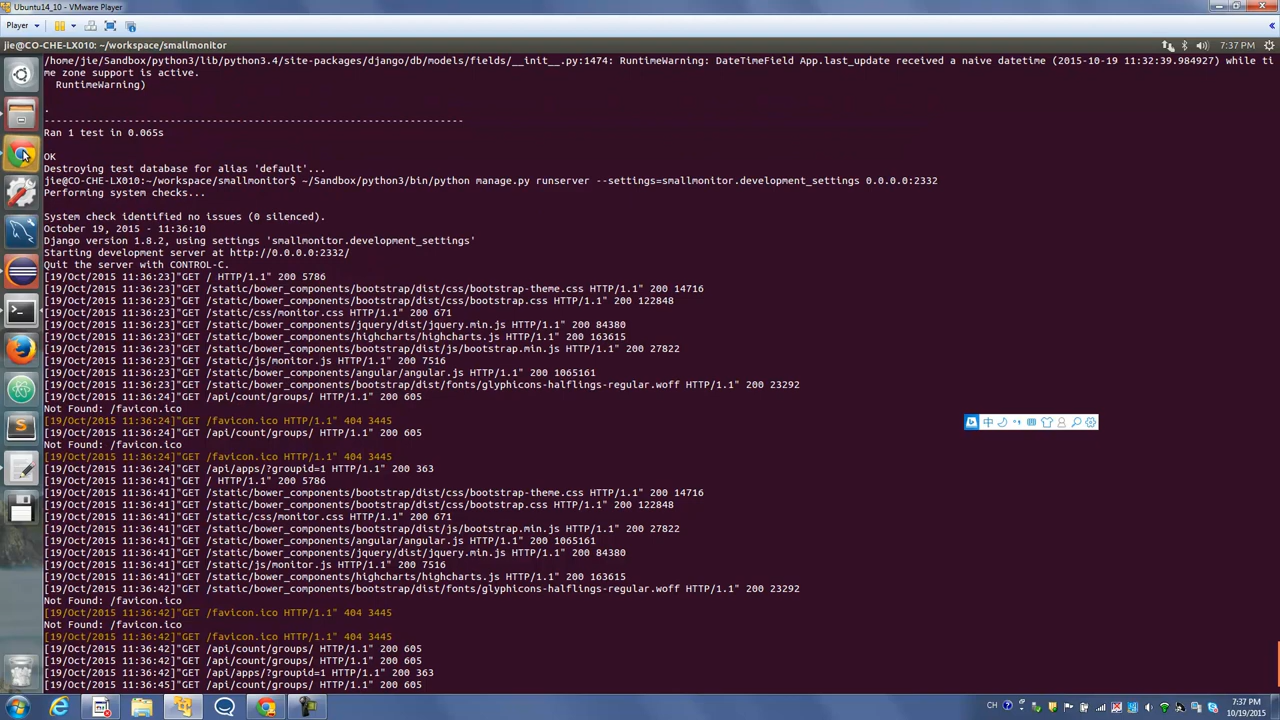 Ubuntu14_10 - VMware Player
Player
jie@CO-CHE-LX010: ~/workspace/smallmonitor
7:37 PM
/home/jie/Sandbox/python3/lib/python3.4/site-packages/django/db/models/fields/__init__.py:1474: RuntimeWarning: DateTimeField App.last_update received a naive datetime (2015-10-19 11:32:39.984927) while ti
me zone support is active.
RuntimeWarning)
.
----------------------------------------------------------------------
Ran 1 test in 0.065s
OK
Destroying test database for alias 'default'...
jie@CO-CHE-LX010:~/workspace/smallmonitor$ ~/Sandbox/python3/bin/python manage.py runserver --settings=smallmonitor.development_settings 0.0.0.0:2332
Performing system checks...
System check identified no issues (0 silenced).
October 19, 2015 - 11:36:10
Django version 1.8.2, using settings 'smallmonitor.development_settings'
Starting development server at http://0.0.0.0:2332/
Quit the server with CONTROL-C.
[19/Oct/2015 11:36:23]"GET / HTTP/1.1" 200 5786
[19/Oct/2015 11:36:23]"GET /static/bower_components/bootstrap/dist/css/bootstrap-theme.css HTTP/1.1" 200 14716
[19/Oct/2015 11:36:23]"GET /static/bower_components/bootstrap/dist/css/bootstrap.css HTTP/1.1" 200 122848
[19/Oct/2015 11:36:23]"GET /static/css/monitor.css HTTP/1.1" 200 671
[19/Oct/2015 11:36:23]"GET /static/bower_components/jquery/dist/jquery.min.js HTTP/1.1" 200 84380
[19/Oct/2015 11:36:23]"GET /static/bower_components/highcharts/highcharts.js HTTP/1.1" 200 163615
[19/Oct/2015 11:36:23]"GET /static/bower_components/bootstrap/dist/js/bootstrap.min.js HTTP/1.1" 200 27822
[19/Oct/2015 11:36:23]"GET /static/js/monitor.js HTTP/1.1" 200 7516
[19/Oct/2015 11:36:23]"GET /static/bower_components/angular/angular.js HTTP/1.1" 200 1065161
[19/Oct/2015 11:36:23]"GET /static/bower_components/bootstrap/dist/fonts/glyphicons-halflings-regular.woff HTTP/1.1" 200 23292
[19/Oct/2015 11:36:24]"GET /api/count/groups/ HTTP/1.1" 200 605
Not Found: /favicon.ico
[19/Oct/2015 11:36:24]"GET /favicon.ico HTTP/1.1" 404 3445
[19/Oct/2015 11:36:24]"GET /api/count/groups/ HTTP/1.1" 200 605
Not Found: /favicon.ico
[19/Oct/2015 11:36:24]"GET /favicon.ico HTTP/1.1" 404 3445
[19/Oct/2015 11:36:24]"GET /api/apps/?groupid=1 HTTP/1.1" 200 363
[19/Oct/2015 11:36:41]"GET / HTTP/1.1" 200 5786
[19/Oct/2015 11:36:41]"GET /static/bower_components/bootstrap/dist/css/bootstrap-theme.css HTTP/1.1" 200 14716
[19/Oct/2015 11:36:41]"GET /static/bower_components/bootstrap/dist/css/bootstrap.css HTTP/1.1" 200 122848
[19/Oct/2015 11:36:41]"GET /static/css/monitor.css HTTP/1.1" 200 671
[19/Oct/2015 11:36:41]"GET /static/bower_components/bootstrap/dist/js/bootstrap.min.js HTTP/1.1" 200 27822
[19/Oct/2015 11:36:41]"GET /static/bower_components/angular/angular.js HTTP/1.1" 200 1065161
[19/Oct/2015 11:36:41]"GET /static/bower_components/jquery/dist/jquery.min.js HTTP/1.1" 200 84380
[19/Oct/2015 11:36:41]"GET /static/js/monitor.js HTTP/1.1" 200 7516
[19/Oct/2015 11:36:41]"GET /static/bower_components/highcharts/highcharts.js HTTP/1.1" 200 163615
[19/Oct/2015 11:36:42]"GET /static/bower_components/bootstrap/dist/fonts/glyphicons-halflings-regular.woff HTTP/1.1" 200 23292
Not Found: /favicon.ico
[19/Oct/2015 11:36:42]"GET /favicon.ico HTTP/1.1" 404 3445
Not Found: /favicon.ico
[19/Oct/2015 11:36:42]"GET /favicon.ico HTTP/1.1" 404 3445
[19/Oct/2015 11:36:42]"GET /api/count/groups/ HTTP/1.1" 200 605
[19/Oct/2015 11:36:42]"GET /api/count/groups/ HTTP/1.1" 200 605
[19/Oct/2015 11:36:42]"GET /api/apps/?groupid=1 HTTP/1.1" 200 363
[19/Oct/2015 11:36:45]"GET /api/count/groups/ HTTP/1.1" 200 605
中
CH
7:37 PM
10/19/2015